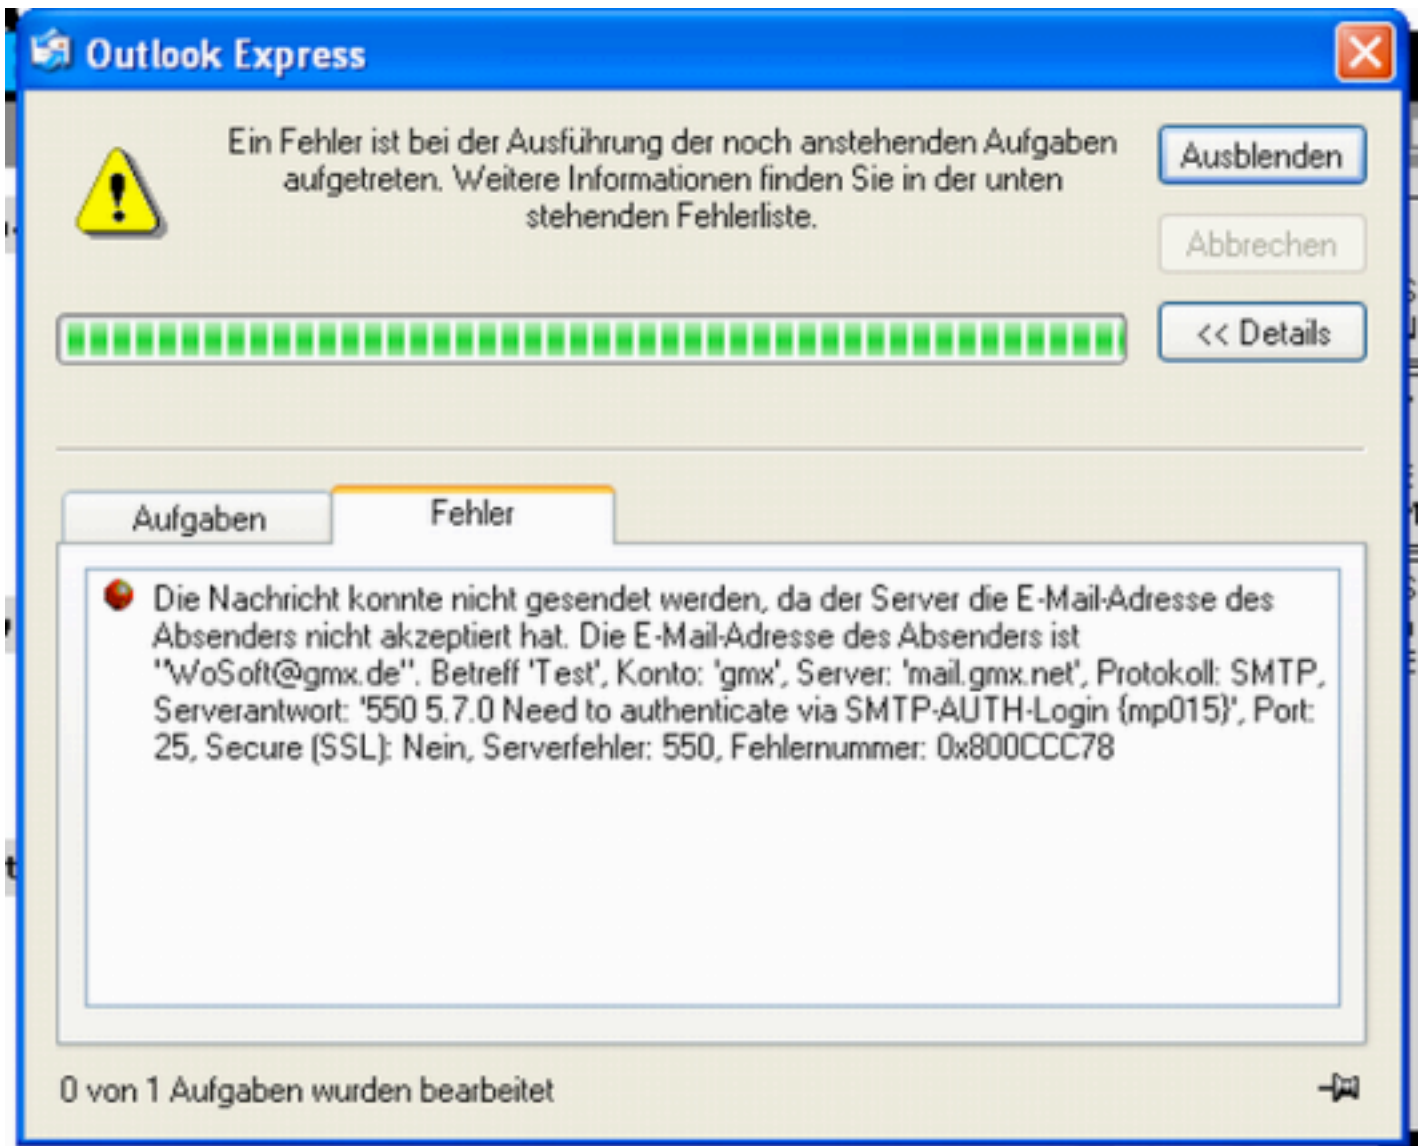 Outlook Express
Ein Fehler ist bei der Ausführung der noch anstehenden Aufgaben
aufgetreten. Weitere Informationen finden Sie in der unten
stehenden Fehlerliste.
Ausblenden
Abbrechen
<< Details
Aufgaben
Fehler
Die Nachricht konnte nicht gesendet werden, da der Server die E-Mail-Adresse des
Absenders nicht akzeptiert hat. Die E-Mail-Adresse des Absenders ist
"WoSoft@gmx.de". Betreff 'Test', Konto: 'gmx', Server: 'mail.gmx.net', Protokoll: SMTP,
Serverantwort: '550 5.7.0 Need to authenticate via SMTP-AUTH-Login {mp015}', Port:
25, Secure (SSL): Nein, Serverfehler: 550, Fehlernummer: 0x800CCC78
0 von 1 Aufgaben wurden bearbeitet